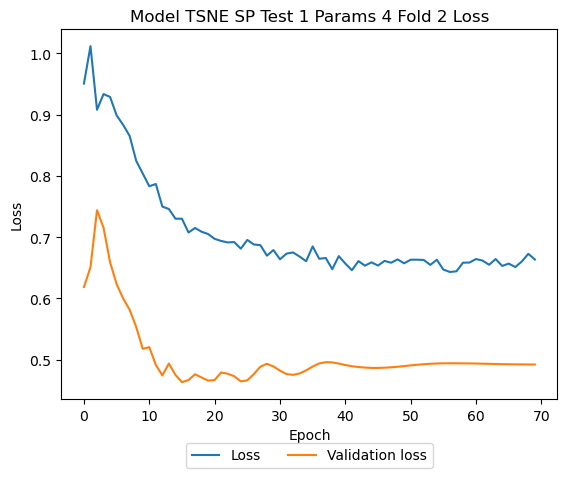 Model TSNE SP Test 1 Params 4 Fold 2 Loss
1.0
0.9
0.8
0.7
0.6
0.5
Loss
0 10 20 30 40 50 60 70
Epoch
Loss Validation loss